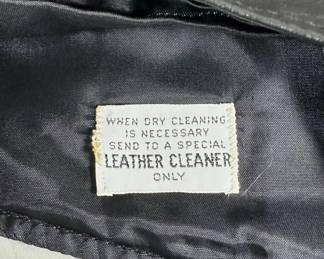 WHEN DRY CLEANING
IS NECESSARY
SEND TO A SPECIAL
LEATHER CLEANER
ONLY